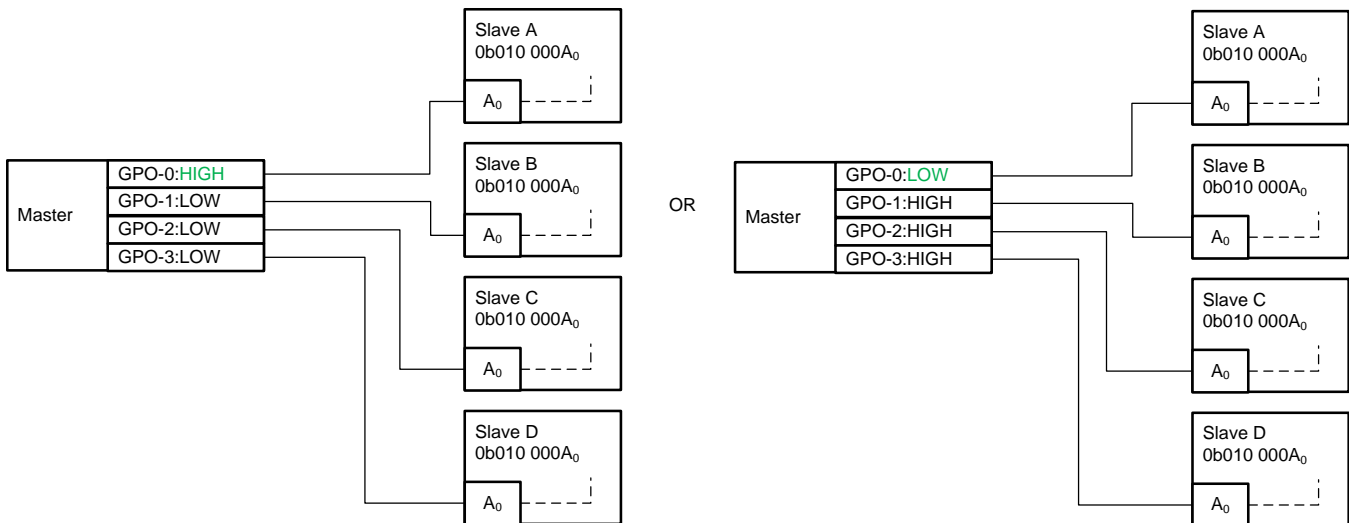 Slave A
0b010 000A₀
A₀
Slave B
0b010 000A₀
A₀
Slave C
0b010 000A₀
A₀
Slave D
0b010 000A₀
A₀
Master
GPO-0:HIGH
GPO-1:LOW
GPO-2:LOW
GPO-3:LOW
OR
Slave A
0b010 000A₀
A₀
Slave B
0b010 000A₀
A₀
Slave C
0b010 000A₀
A₀
Slave D
0b010 000A₀
A₀
Master
GPO-0:LOW
GPO-1:HIGH
GPO-2:HIGH
GPO-3:HIGH